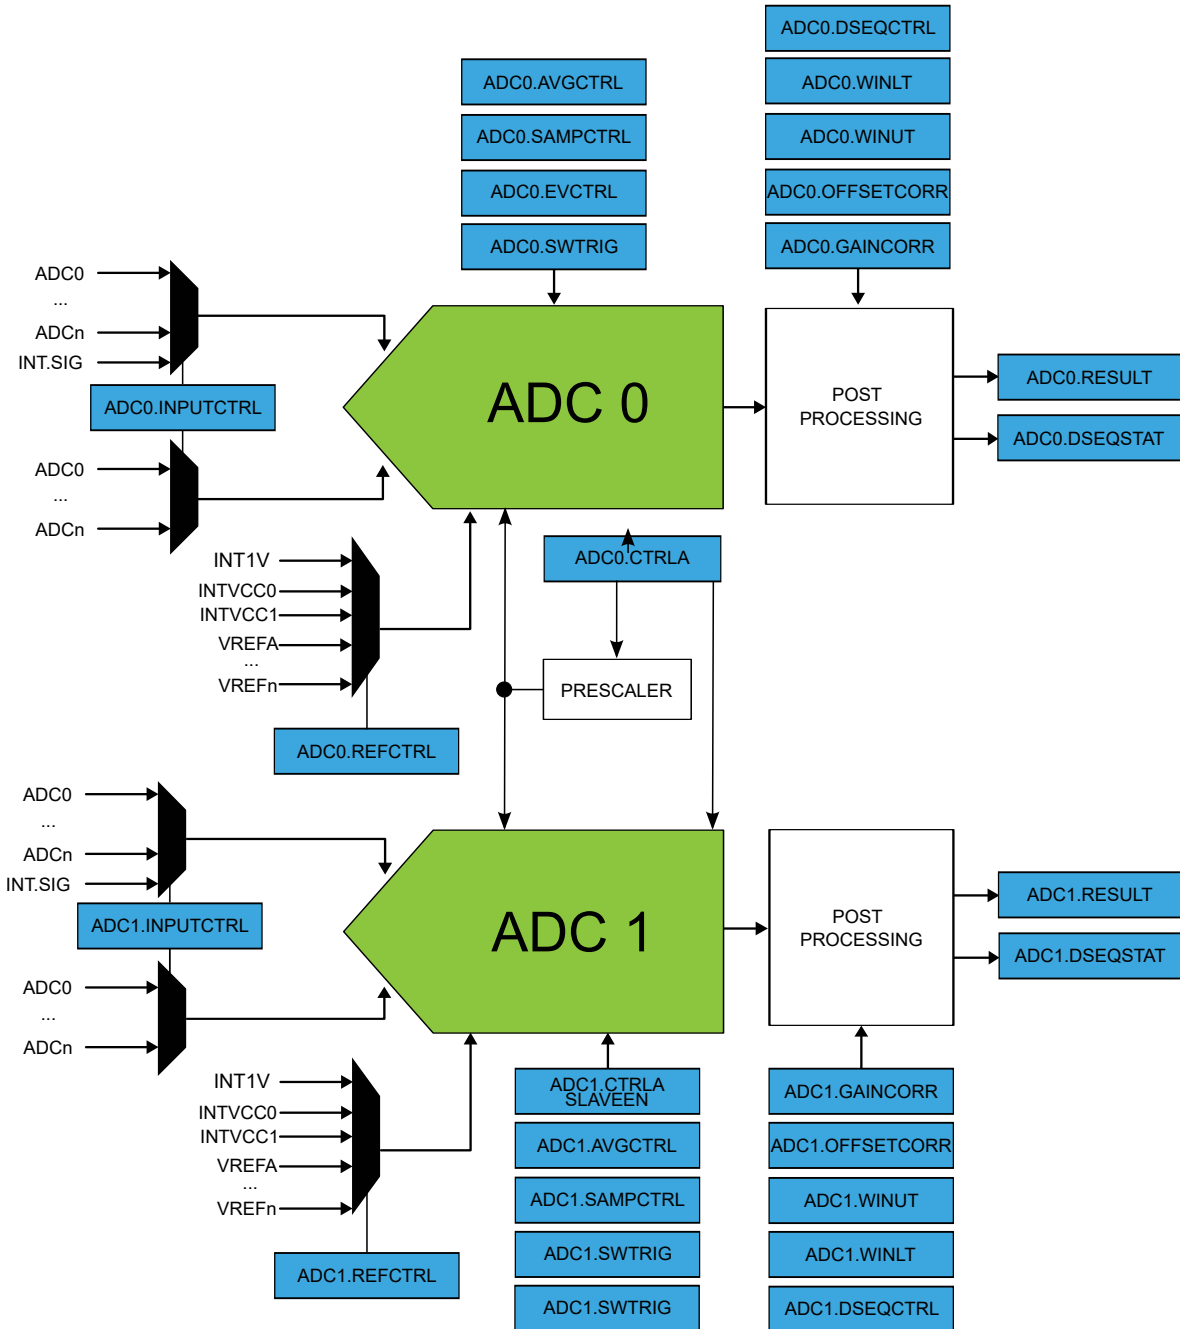 ADC0.DSEQCTRL
ADC0.AVGCTRL
ADC0.WINLT
ADC0.SAMPCTRL
ADC0.WINUT
ADC0.EVCTRL
ADC0.OFFSETCORR
ADC0.SWTRIG
ADC0.GAINCORR
ADC0
...
ADCn
INT.SIG
ADC0.INPUTCTRL
ADC0
...
ADCn
ADC 0
POST
PROCESSING
ADC0.RESULT
ADC0.DSEQSTAT
INT1V
INTVCC0
INTVCC1
VREFA
...
VREFn
ADC0.CTRLA
PRESCALER
ADC0.REFCTRL
ADC0
...
ADCn
INT.SIG
ADC1.INPUTCTRL
ADC0
...
ADCn
ADC 1
POST
PROCESSING
ADC1.RESULT
ADC1.DSEQSTAT
INT1V
INTVCC0
INTVCC1
VREFA
...
VREFn
ADC1.REFCTRL
ADC1.CTRLA
SLAVEEN
ADC1.AVGCTRL
ADC1.SAMPCTRL
ADC1.SWTRIG
ADC1.SWTRIG
ADC1.GAINCORR
ADC1.OFFSETCORR
ADC1.WINUT
ADC1.WINLT
ADC1.DSEQCTRL